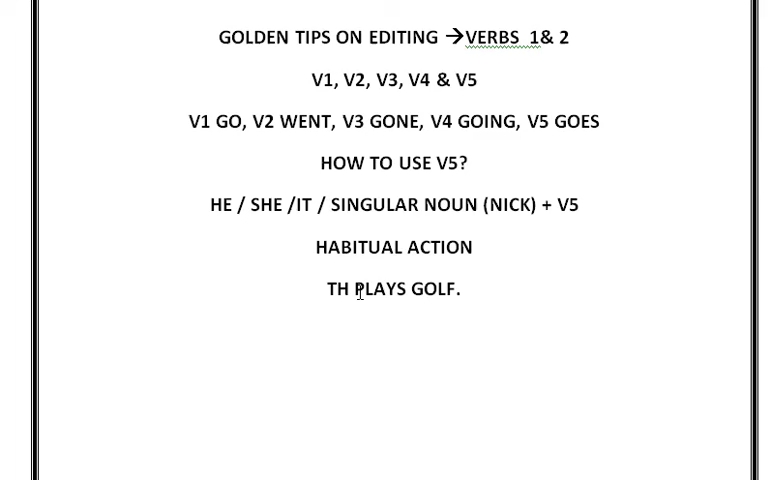 GOLDEN TIPS ON EDITING →VERBS 1& 2
V1, V2, V3, V4 & V5
V1 GO, V2 WENT, V3 GONE, V4 GOING, V5 GOES
HOW TO USE V5?
HE / SHE /IT / SINGULAR NOUN (NICK) + V5
HABITUAL ACTION
TH PLAYS GOLF.